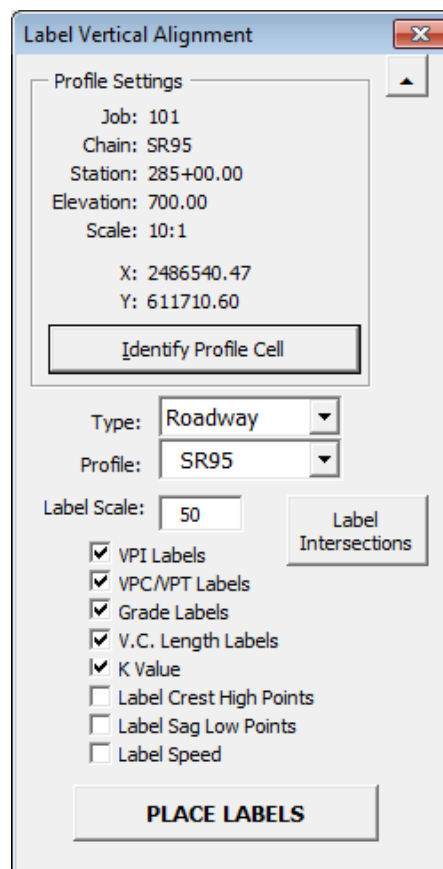 Label Vertical Alignment
Profile Settings
Job: 101
Chain: SR95
Station: 285+00.00
Elevation: 700.00
Scale: 10:1
X: 2486540.47
Y: 611710.60
Identify Profile Cell
Type: Roadway
Profile: SR95
Label Scale: 50
Label
Intersections
VPI Labels
VPC/VPT Labels
Grade Labels
V.C. Length Labels
K Value
Label Crest High Points
Label Sag Low Points
Label Speed
PLACE LABELS